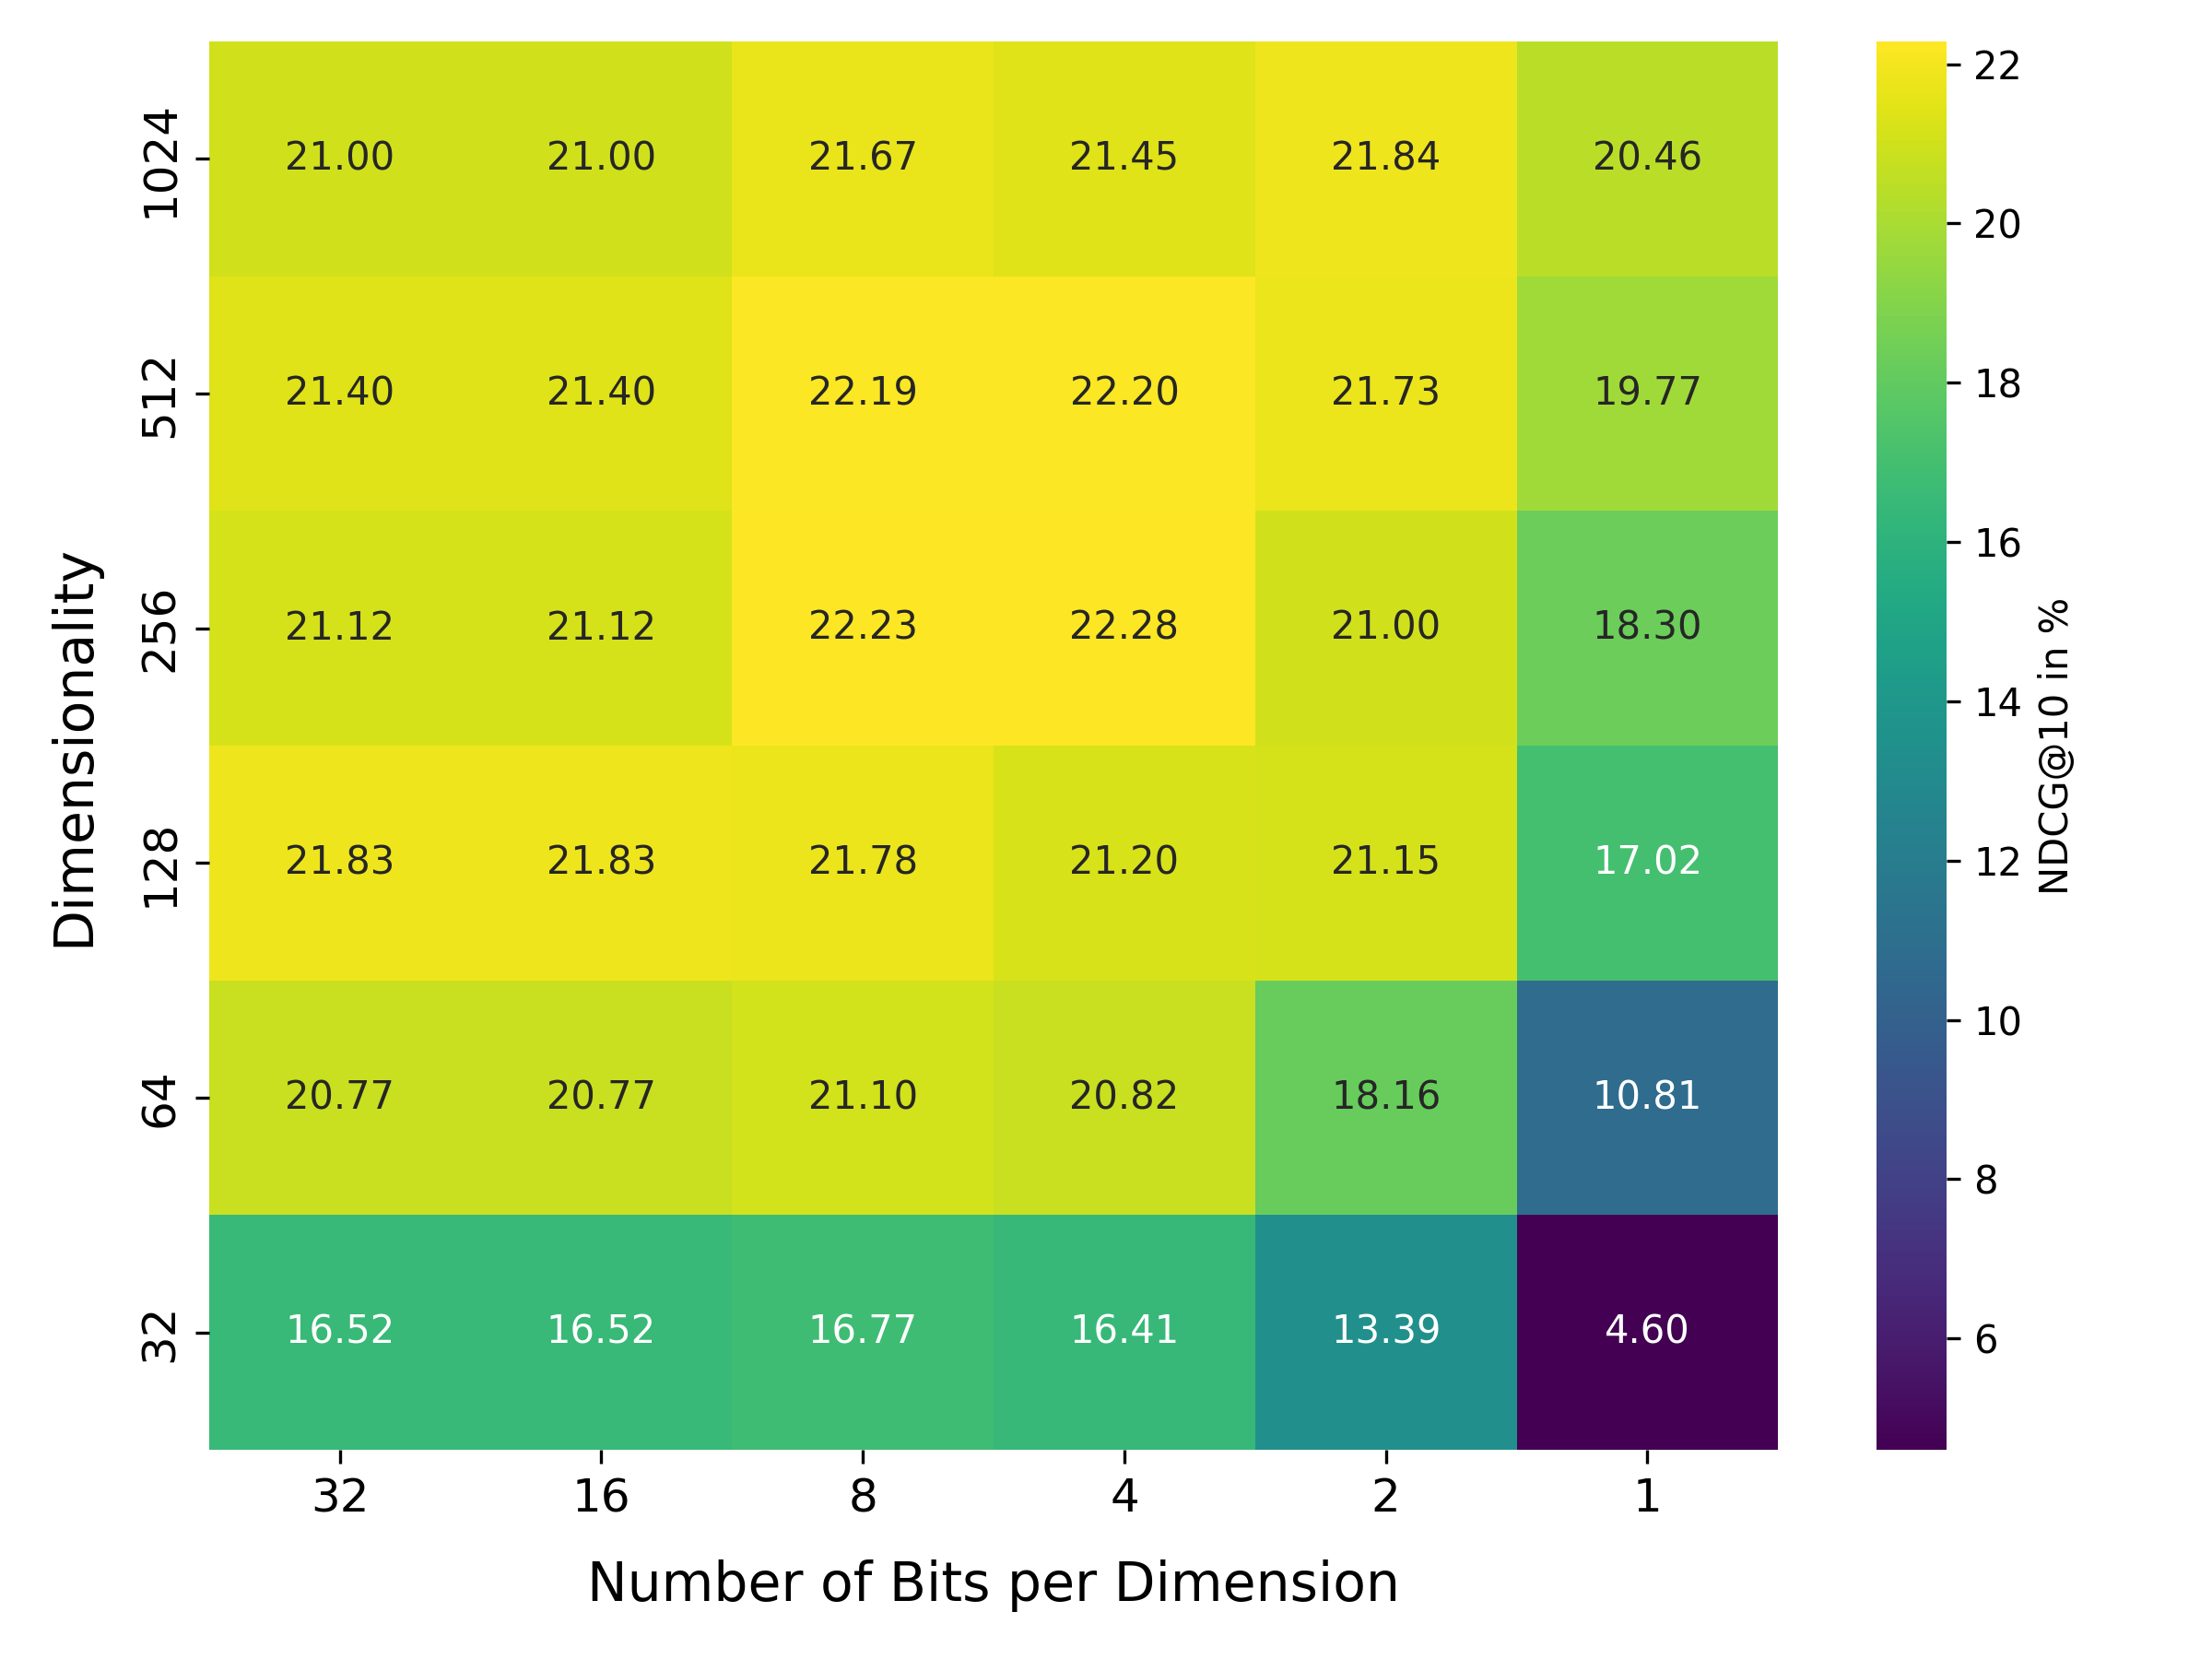 1024 21.00 21.00 21.67 21.45 21.84 20.46
512 21.40 21.40 22.19 22.20 21.73 19.77
256 21.12 21.12 22.23 22.28 21.00 18.30
128 21.83 21.83 21.78 21.20 21.15 17.02
64 20.77 20.77 21.10 20.82 18.16 10.81
32 16.52 16.52 16.77 16.41 13.39 4.60
32 16 8 4 2 1
Number of Bits per Dimension
Dimensionality
22
20
18
16
14
12
10
8
6
NDCG@10 in %